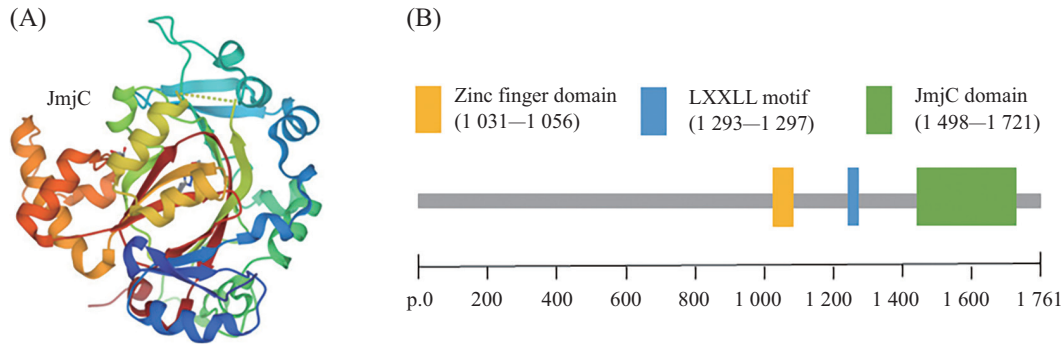 (A)
JmjC
(B)
Zinc finger domain
(1 031—1 056)
LXXLL motif
(1 293—1 297)
JmjC domain
(1 498—1 721)
p.0 200 400 600 800 1 000 1 200 1 400 1 600 1 761